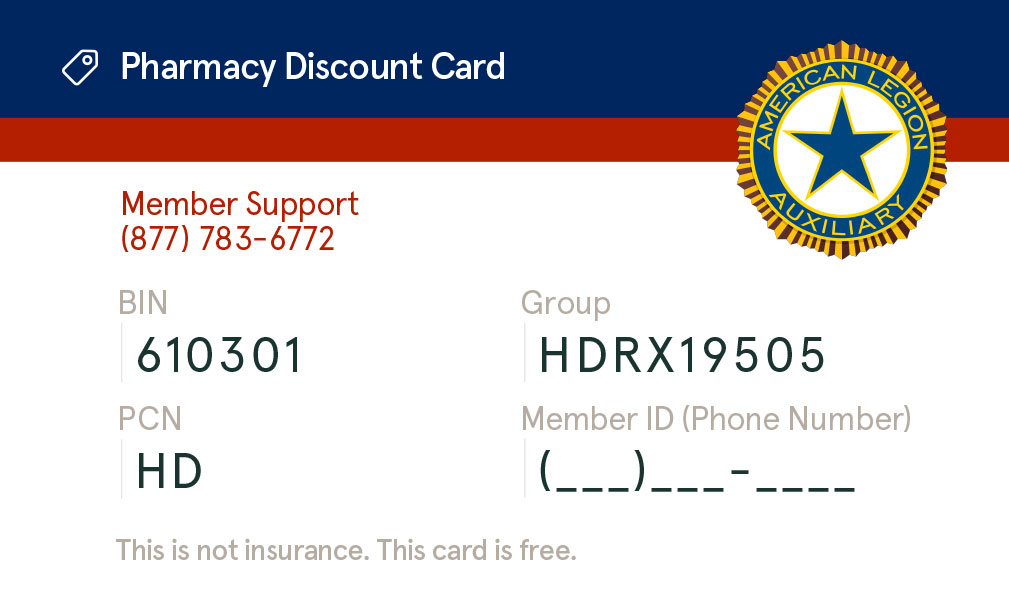 Pharmacy Discount Card
AMERICAN LEGION
AUXILIARY
Member Support
(877) 783-6772
BIN
610301
Group
HDRX19505
PCN
HD
Member ID (Phone Number)
(___)___-____
This is not insurance. This card is free.